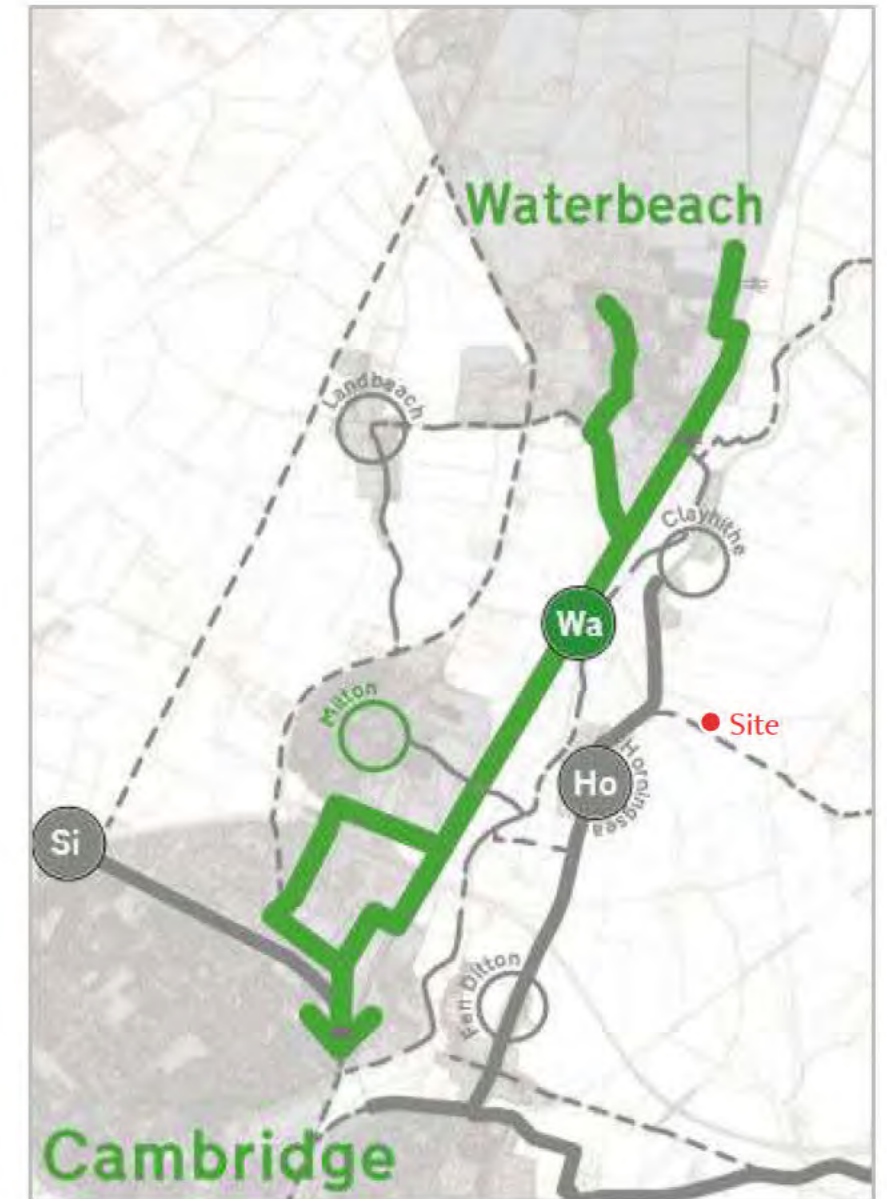 Waterbeach
Landbeach
Clayhithe
Wa
Milton
Site
Ho
Horningsea
Si
Fen Ditton
Cambridge